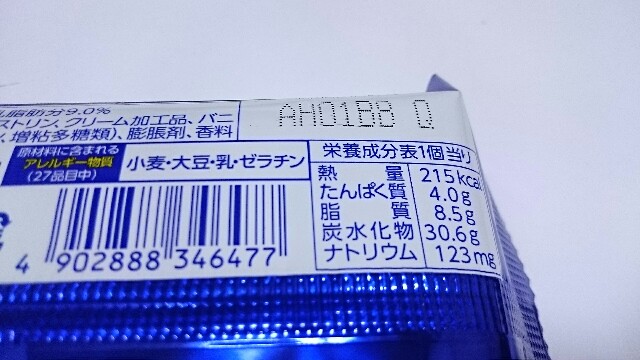 乳脂肪分9.0%
ストリン、クリーム加工品、バニ
、増粘多糖類)、膨脹剤、香料
AH01BB Q
原材料に含まれる
アレルギー物質
(27品目中)
小麦・大豆・乳・ゼラチン
栄養成分表1個当り
熱量 215kcal
たんぱく質 4.0g
脂質 8.5g
炭水化物 30.6g
ナトリウム 123mg
4 902888 346477